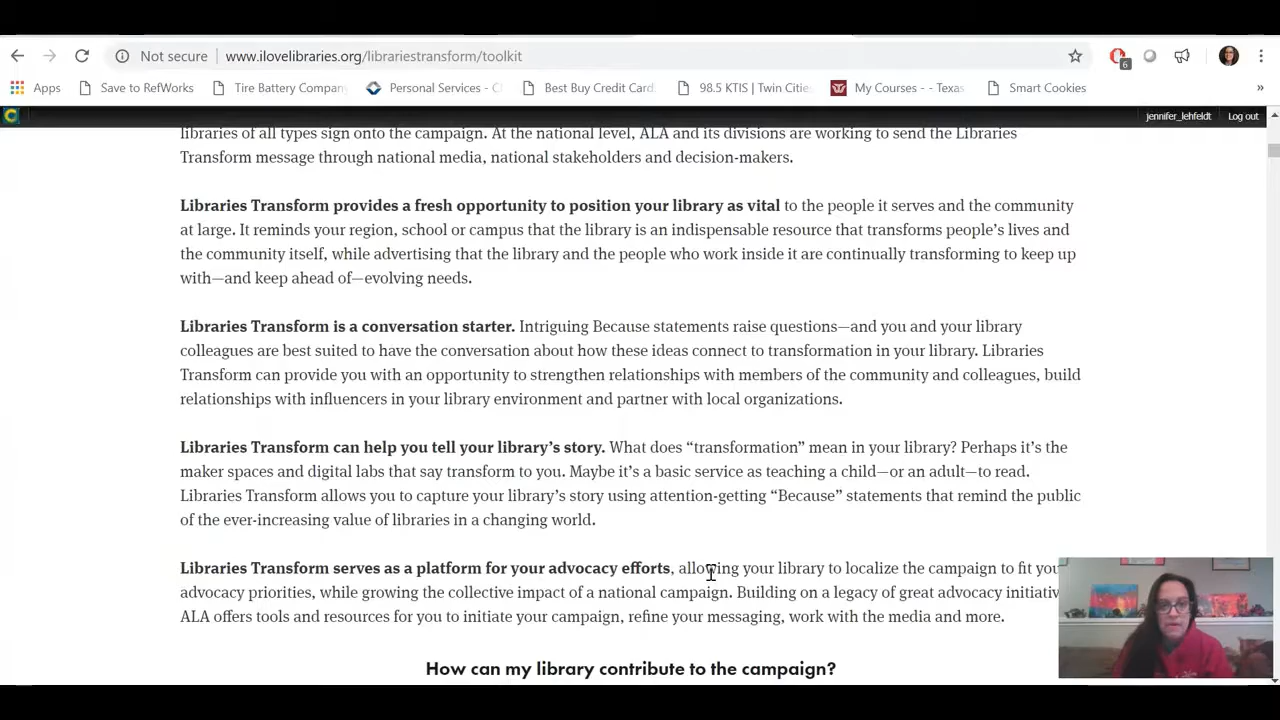 Not secure www.ilovelibraries.org/librariestransform/toolkit 6
Apps Save to RefWorks Tire Battery Company Personal Services - C Best Buy Credit Card 98.5 KTIS | Twin Cities My Courses - - Texas Smart Cookies »
jennifer_lehfeldt Log out
libraries of all types sign onto the campaign. At the national level, ALA and its divisions are working to send the Libraries
Transform message through national media, national stakeholders and decision-makers.
Libraries Transform provides a fresh opportunity to position your library as vital to the people it serves and the community
at large. It reminds your region, school or campus that the library is an indispensable resource that transforms people's lives and
the community itself, while advertising that the library and the people who work inside it are continually transforming to keep up
with—and keep ahead of—evolving needs.
Libraries Transform is a conversation starter. Intriguing Because statements raise questions—and you and your library
colleagues are best suited to have the conversation about how these ideas connect to transformation in your library. Libraries
Transform can provide you with an opportunity to strengthen relationships with members of the community and colleagues, build
relationships with influencers in your library environment and partner with local organizations.
Libraries Transform can help you tell your library's story. What does “transformation” mean in your library? Perhaps it's the
maker spaces and digital labs that say transform to you. Maybe it's a basic service as teaching a child—or an adult—to read.
Libraries Transform allows you to capture your library's story using attention-getting “Because” statements that remind the public
of the ever-increasing value of libraries in a changing world.
Libraries Transform serves as a platform for your advocacy efforts, allowing your library to localize the campaign to fit you
advocacy priorities, while growing the collective impact of a national campaign. Building on a legacy of great advocacy initiativ
ALA offers tools and resources for you to initiate your campaign, refine your messaging, work with the media and more.
How can my library contribute to the campaign?